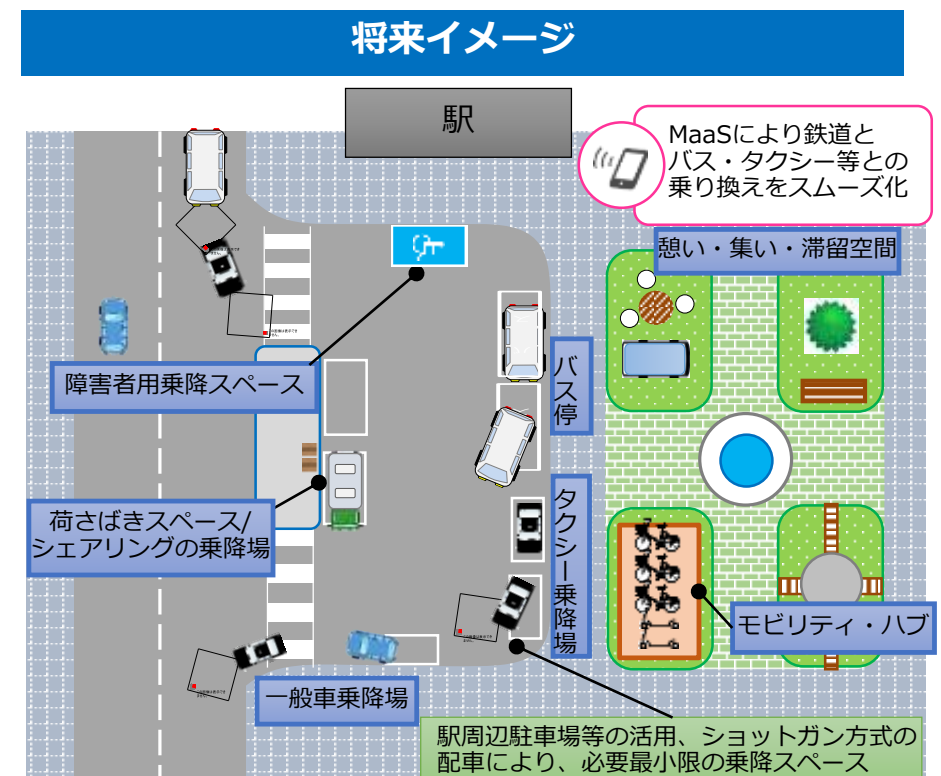 将来イメージ
駅
MaaSにより鉄道と
バス・タクシー等との
乗り換えをスムーズ化
憩い・集い・滞留空間
障害者用乗降スペース
バス停
荷さばきスペース/
シェアリングの乗降場
タクシー乗降場
モビリティ・ハブ
一般車乗降場
駅周辺駐車場等の活用、ショットガン方式の
配車により、必要最小限の乗降スペース